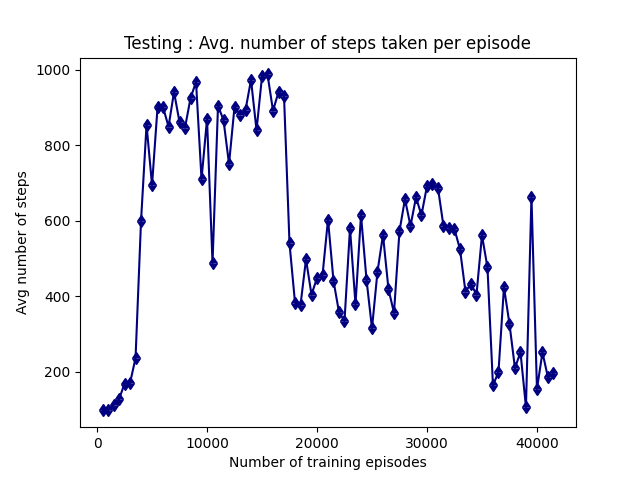 Testing : Avg. number of steps taken per episode
1000
800
600
400
200
Avg number of steps
0 10000 20000 30000 40000
Number of training episodes